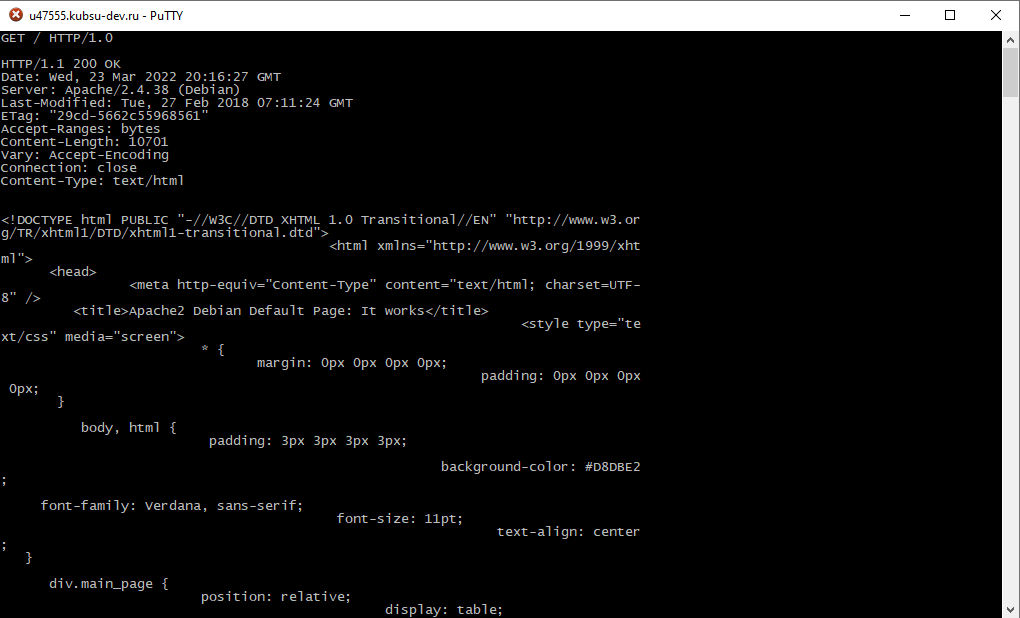 u47555.kubsu-dev.ru - PuTTY
GET / HTTP/1.0
HTTP/1.1 200 OK
Date: Wed, 23 Mar 2022 20:16:27 GMT
Server: Apache/2.4.38 (Debian)
Last-Modified: Tue, 27 Feb 2018 07:11:24 GMT
ETag: "29cd-5662c55968561"
Accept-Ranges: bytes
Content-Length: 10701
Vary: Accept-Encoding
Connection: close
Content-Type: text/html
<!DOCTYPE html PUBLIC "-//W3C//DTD XHTML 1.0 Transitional//EN" "http://www.w3.or
g/TR/xhtml1/DTD/xhtml1-transitional.dtd">
<html xmlns="http://www.w3.org/1999/xht
ml">
<head>
<meta http-equiv="Content-Type" content="text/html; charset=UTF-
8" />
<title>Apache2 Debian Default Page: It works</title>
<style type="te
xt/css" media="screen">
* {
margin: 0px 0px 0px 0px;
padding: 0px 0px 0px
0px;
}
body, html {
padding: 3px 3px 3px 3px;
background-color: #D8DBE2
;
font-family: Verdana, sans-serif;
font-size: 11pt;
text-align: center
;
}
div.main_page {
position: relative;
display: table;